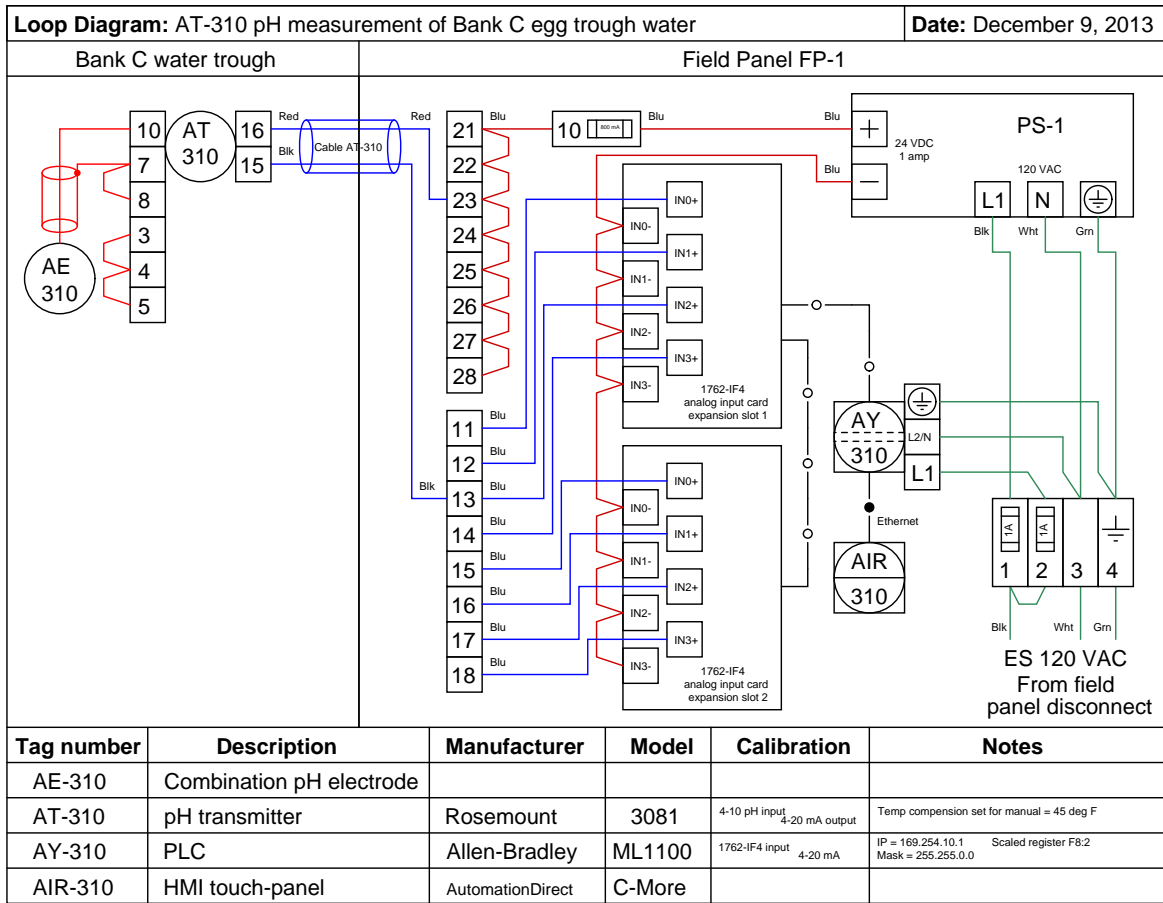 Loop Diagram: AT-310 pH measurement of Bank C egg trough water
Date: December 9, 2013
Bank C water trough
Field Panel FP-1
10
7
8
3
4
5
AT
310
16
15
AE
310
Red
Blk
Cable AT-310
Red
Blk
21
22
23
24
25
26
27
28
Blu
10
800 mA
Blu
Blu
Blu
+
−
24 VDC
1 amp
PS-1
120 VAC
L1
N
Blk
Wht
Grn
11
12
13
14
15
16
17
18
Blu
Blu
Blu
Blu
Blu
Blu
Blu
Blu
IN0+
IN0-
IN1+
IN1-
IN2+
IN2-
IN3+
IN3-
1762-IF4
analog input card
expansion slot 1
IN0+
IN0-
IN1+
IN1-
IN2+
IN2-
IN3+
IN3-
1762-IF4
analog input card
expansion slot 2
AY
310
L2/N
L1
Ethernet
AIR
310
1A
1A
1
2
3
4
Blk
Wht
Grn
ES 120 VAC
From field
panel disconnect
Tag number Description Manufacturer Model Calibration Notes
AE-310 Combination pH electrode
AT-310 pH transmitter Rosemount 3081 4-10 pH input 4-20 mA output Temp compension set for manual = 45 deg F
AY-310 PLC Allen-Bradley ML1100 1762-IF4 input 4-20 mA IP = 169.254.10.1 Scaled register F8:2
Mask = 255.255.0.0
AIR-310 HMI touch-panel AutomationDirect C-More